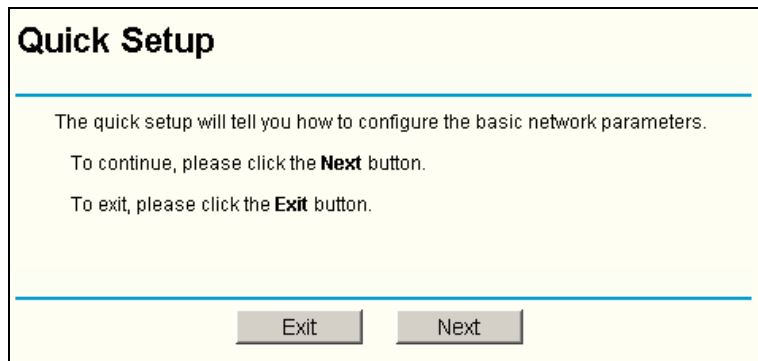 Quick Setup
The quick setup will tell you how to configure the basic network parameters.
To continue, please click the Next button.
To exit, please click the Exit button.
Exit Next